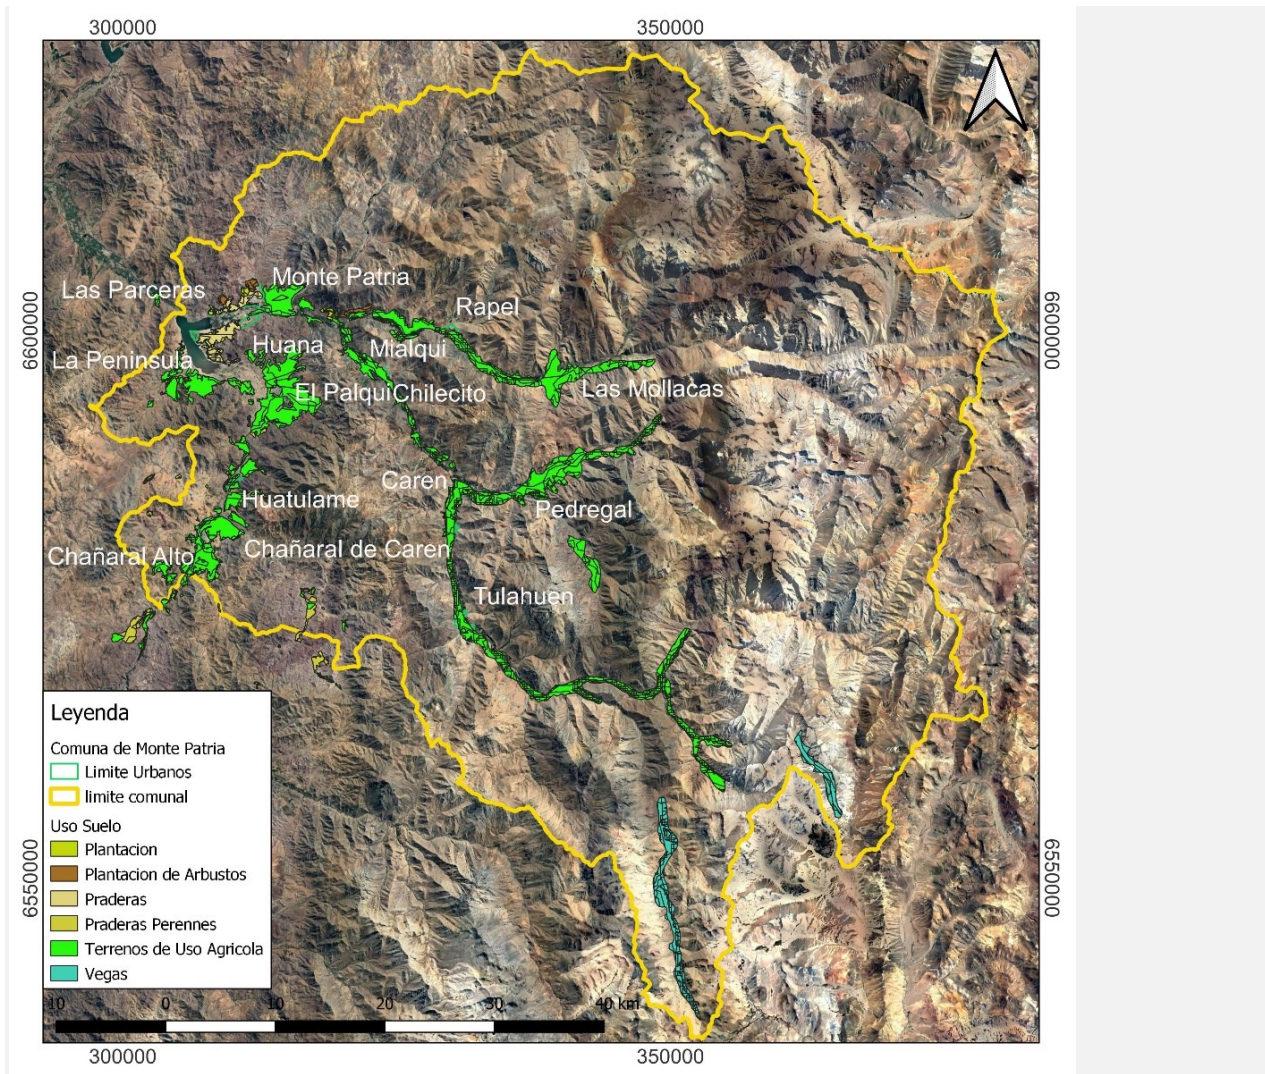 300000
350000
6600000
6600000
Monte Patria
Las Parceras
Rapel
Huana
Mialqui
La Peninsula
El Palqui
Chilecito
Las Mollacas
Caren
Huatulame
Pedregal
Chañaral de Caren
Chañaral Alto
Tulahuen
Leyenda
Comuna de Monte Patria
Limite Urbanos
limite comunal
Uso Suelo
Plantacion
Plantacion de Arbustos
Praderas
Praderas Perennes
Terrenos de Uso Agricola
Vegas
6550000
6550000
10 0 10 20 30 40 km
300000
350000